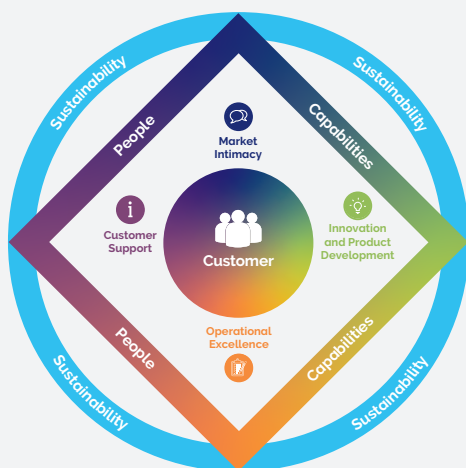 Sustainability
Sustainability
People
Capabilities
Market
Intimacy
Customer
Support
Innovation
and Product
Development
Customer
Operational
Excellence
People
Capabilities
Sustainability
Sustainability